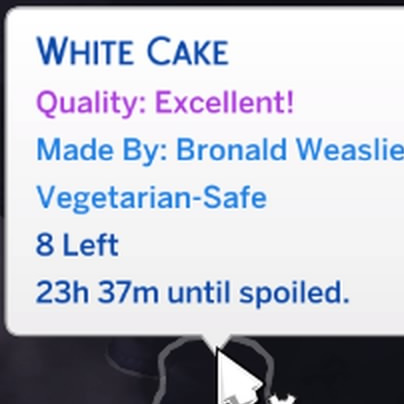 White Cake
Quality: Excellent!
Made By: Bronald Weaslie
Vegetarian-Safe
8 Left
23h 37m until spoiled.